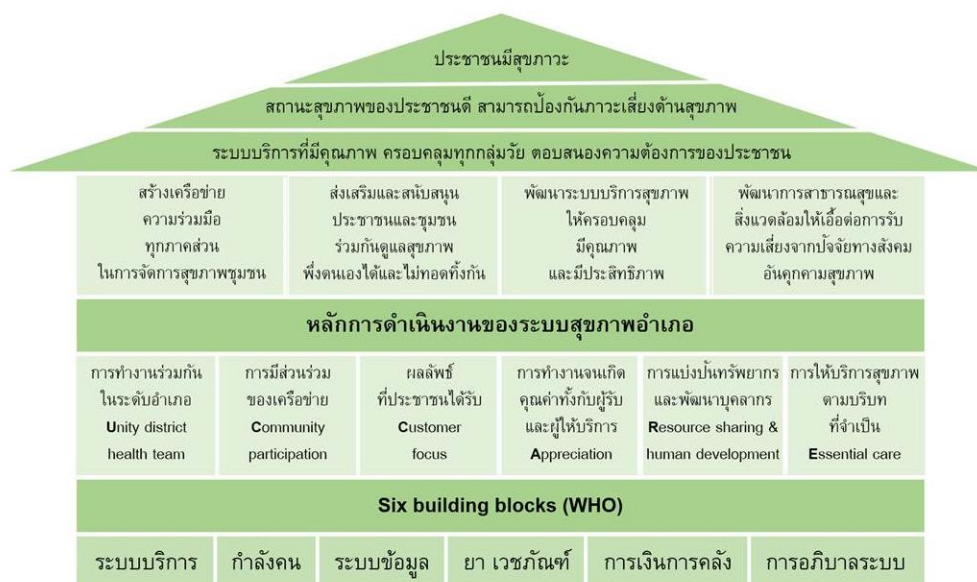 ประชาชนมีสุขภาวะ
สถานะสุขภาพของประชาชนดี สามารถป้องกันภาวะเสี่ยงด้านสุขภาพ
ระบบบริการที่มีคุณภาพ ครอบคลุมทุกกลุ่มวัย ตอบสนองความต้องการของประชาชน
สร้างเครือข่าย
ความร่วมมือ
ทุกภาคส่วน
ในการจัดการสุขภาพชุมชน
ส่งเสริมและสนับสนุน
ประชาชนและชุมชน
ร่วมกันดูแลสุขภาพ
พึ่งตนเองได้และไม่ทอดทิ้งกัน
พัฒนาระบบบริการสุขภาพ
ให้ครอบคลุม
มีคุณภาพ
และมีประสิทธิภาพ
พัฒนาการสาธารณสุขและ
สิ่งแวดล้อมให้เอื้อต่อการรับ
ความเสี่ยงจากปัจจัยทางสังคม
อันคุกคามสุขภาพ
หลักการดำเนินงานของระบบสุขภาพอำเภอ
การทำงานร่วมกัน
ในระดับอำเภอ
Unity district
health team
การมีส่วนร่วม
ของเครือข่าย
Community
participation
ผลลัพธ์
ที่ประชาชนได้รับ
Customer
focus
การทำงานจนเกิด
คุณค่าทั้งกับผู้รับ
และผู้ให้บริการ
Appreciation
การแบ่งปันทรัพยากร
และพัฒนาบุคลากร
Resource sharing &
human development
การให้บริการสุขภาพ
ตามบริบท
ที่จำเป็น
Essential care
Six building blocks (WHO)
ระบบบริการ
กำลังคน
ระบบข้อมูล
ยา เวชภัณฑ์
การเงินการคลัง
การอภิบาลระบบ